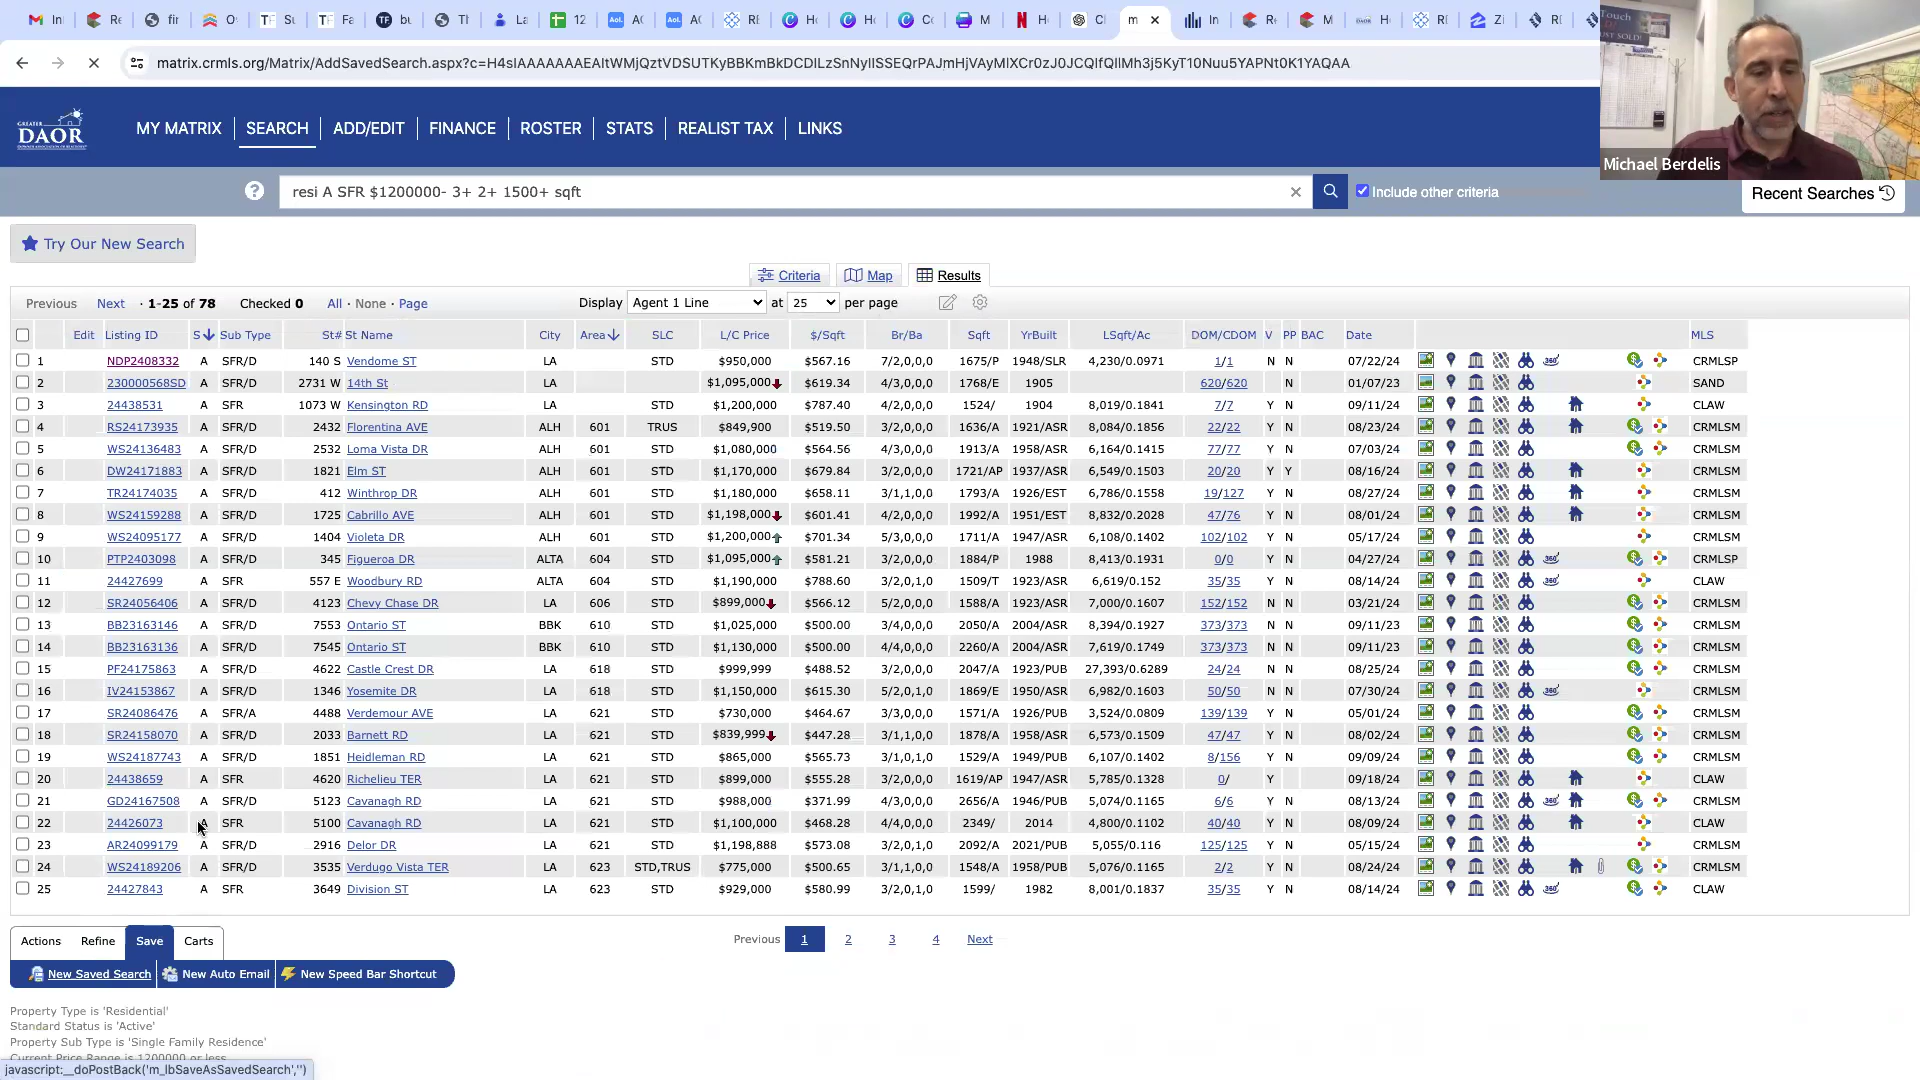 matrix.crmls.org/Matrix/AddSavedSearch.aspx?c=H4sIAAAAAAAEAItWMjQztVDSUTKyBBKmBkDCDILzSnNyIISSEQrPAJmHjVAyMIXCr0zJ0JCQIfQIIMh3j5KyT10Nuu5YAPNt0K1YAQAA
GREATER
DAOR
MY MATRIX SEARCH ADD/EDIT FINANCE ROSTER STATS REALIST TAX LINKS
Michael Berdelis
? resi A SFR $1200000- 3+ 2+ 1500+ sqft
Include other criteria
Recent Searches
Try Our New Search
Criteria Map Results
Previous Next · 1-25 of 78 Checked 0 All · None · Page Display Agent 1 Line at 25 per page
Edit Listing ID S Sub Type St# St Name City Area SLC L/C Price $/Sqft Br/Ba Sqft YrBuilt LSqft/Ac DOM/CDOM V PP BAC Date MLS
1 NDP2408332 A SFR/D 140 S Vendome ST LA STD $950,000 $567.16 7/2,0,0,0 1675/P 1948/SLR 4,230/0.0971 1/1 N N 07/22/24 360° CRMLSP
2 230000568SD A SFR/D 2731 W 14th St LA $1,095,000 $619.34 4/3,0,0,0 1768/E 1905 620/620 N 01/07/23 SAND
3 24438531 A SFR 1073 W Kensington RD LA STD $1,200,000 $787.40 4/2,0,0,0 1524/ 1904 8,019/0.1841 7/7 Y N 09/11/24 CLAW
4 RS24173935 A SFR/D 2432 Florentina AVE ALH 601 TRUS $849,900 $519.50 3/2,0,0,0 1636/A 1921/ASR 8,084/0.1856 22/22 Y N 08/23/24 CRMLSM
5 WS24136483 A SFR/D 2532 Loma Vista DR ALH 601 STD $1,080,000 $564.56 4/3,0,0,0 1913/A 1958/ASR 6,164/0.1415 77/77 Y N 07/03/24 CRMLSM
6 DW24171883 A SFR/D 1821 Elm ST ALH 601 STD $1,170,000 $679.84 3/2,0,0,0 1721/AP 1937/ASR 6,549/0.1503 20/20 Y Y 08/16/24 CRMLSM
7 TR24174035 A SFR/D 412 Winthrop DR ALH 601 STD $1,180,000 $658.11 3/1,1,0,0 1793/A 1926/EST 6,786/0.1558 19/127 Y N 08/27/24 CRMLSM
8 WS24159288 A SFR/D 1725 Cabrillo AVE ALH 601 STD $1,198,000 $601.41 4/2,0,0,0 1992/A 1951/EST 8,832/0.2028 47/76 Y N 08/01/24 CRMLSM
9 WS24095177 A SFR/D 1404 Violeta DR ALH 601 STD $1,200,000 $701.34 5/3,0,0,0 1711/A 1947/ASR 6,108/0.1402 102/102 Y N 05/17/24 CRMLSM
10 PTP2403098 A SFR/D 345 Figueroa DR ALTA 604 STD $1,095,000 $581.21 3/2,0,0,0 1884/P 1988 8,413/0.1931 0/0 Y N 04/27/24 360° CRMLSP
11 24427699 A SFR 557 E Woodbury RD ALTA 604 STD $1,190,000 $788.60 3/2,0,1,0 1509/T 1923/ASR 6,619/0.152 35/35 Y N 08/14/24 360° CLAW
12 SR24056406 A SFR/D 4123 Chevy Chase DR LA 606 STD $899,000 $566.12 5/2,0,0,0 1588/A 1923/ASR 7,000/0.1607 152/152 N N 03/21/24 CRMLSM
13 BB23163146 A SFR/D 7553 Ontario ST BBK 610 STD $1,025,000 $500.00 3/4,0,0,0 2050/A 2004/ASR 8,394/0.1927 373/373 N N 09/11/23 CRMLSM
14 BB23163136 A SFR/D 7545 Ontario ST BBK 610 STD $1,130,000 $500.00 4/4,0,0,0 2260/A 2004/ASR 7,619/0.1749 373/373 N N 09/11/23 CRMLSM
15 PF24175863 A SFR/D 4622 Castle Crest DR LA 618 STD $999,999 $488.52 3/2,0,0,0 2047/A 1923/PUB 27,393/0.6289 24/24 N N 08/25/24 CRMLSM
16 IV24153867 A SFR/D 1346 Yosemite DR LA 618 STD $1,150,000 $615.30 5/2,0,1,0 1869/E 1950/ASR 6,982/0.1603 50/50 N N 07/30/24 360° CRMLSM
17 SR24086476 A SFR/A 4488 Verdemour AVE LA 621 STD $730,000 $464.67 3/3,0,0,0 1571/A 1926/PUB 3,524/0.0809 139/139 Y N 05/01/24 CRMLSM
18 SR24158070 A SFR/D 2033 Barnett RD LA 621 STD $839,999 $447.28 3/1,1,0,0 1878/A 1958/ASR 6,573/0.1509 47/47 Y N 08/02/24 CRMLSM
19 WS24187743 A SFR/D 1851 Heidleman RD LA 621 STD $865,000 $565.73 3/1,1,0,0 1529/A 1949/PUB 6,107/0.1402 8/156 Y N 09/09/24 CRMLSM
20 24438659 A SFR 4620 Richelieu TER LA 621 STD $899,000 $555.28 3/2,0,0,0 1619/AP 1947/ASR 5,785/0.1328 0/ Y 09/18/24 CLAW
21 GD24167508 A SFR/D 5123 Cavanagh RD LA 621 STD $988,000 $371.99 4/3,0,0,0 2656/A 1946/PUB 5,074/0.1165 6/6 Y N 08/13/24 360° CRMLSM
22 24426073 A SFR 5100 Cavanagh RD LA 621 STD $1,100,000 $468.28 4/4,0,0,0 2349/ 2014 4,800/0.1102 40/40 Y N 08/09/24 CLAW
23 AR24099179 A SFR/D 2916 Delor DR LA 621 STD $1,198,888 $573.08 3/2,0,1,0 2092/A 2021/PUB 5,055/0.116 125/125 Y N 05/15/24 CRMLSM
24 WS24189206 A SFR/D 3535 Verdugo Vista TER LA 623 STD,TRUS $775,000 $500.65 3/1,1,0,0 1548/A 1958/PUB 5,076/0.1165 2/2 Y N 08/24/24 CRMLSM
25 24427843 A SFR 3649 Division ST LA 623 STD $929,000 $580.99 3/2,0,1,0 1599/ 1982 8,001/0.1837 35/35 Y N 08/14/24 360° CLAW
Actions Refine Save Carts Previous 1 2 3 4 Next
New Saved Search New Auto Email New Speed Bar Shortcut
Property Type is 'Residential'
Standard Status is 'Active'
Property Sub Type is 'Single Family Residence'
Current Price Range is 1200000 or less
javascript:__doPostBack('m_lbSaveAsSavedSearch','')